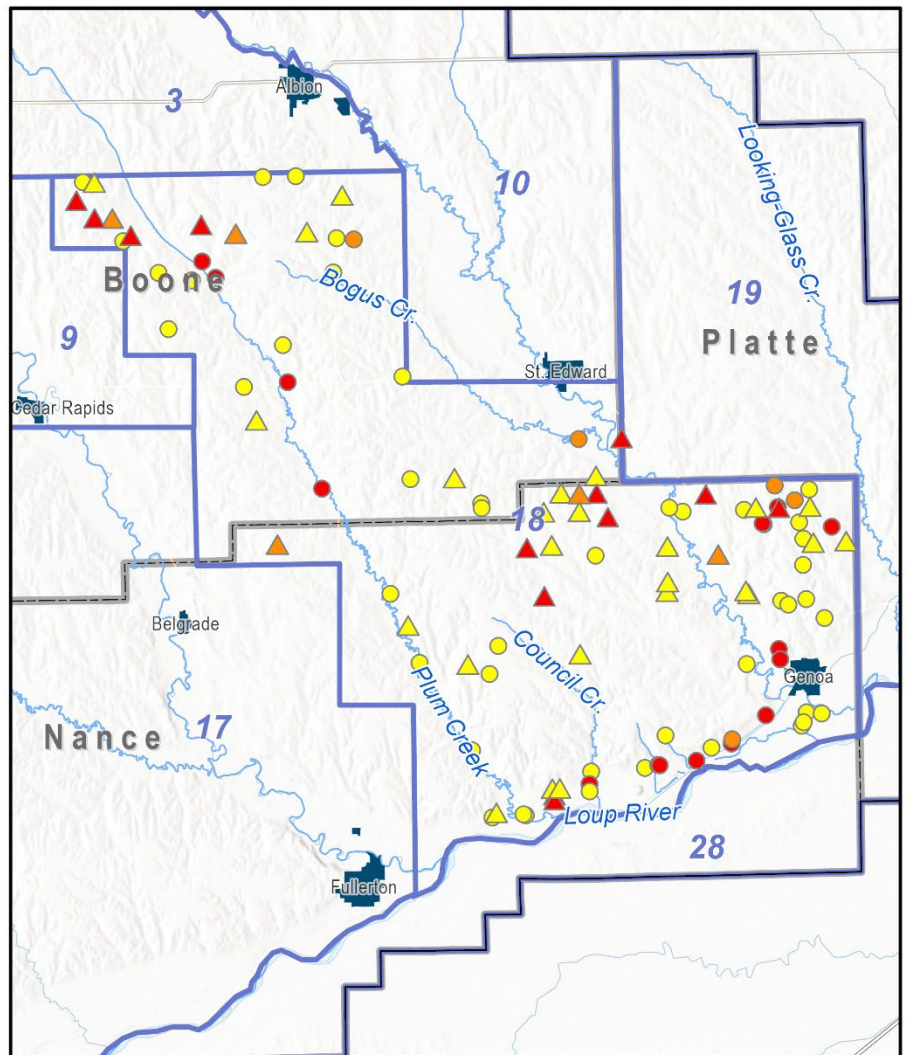 Albion
3
10
Looking-Glass Cr.
Boone
Bogus Cr.
19
Platte
9
St. Edward
Cedar Rapids
18
Belgrade
Council Cr.
Genoa
Plum Creek
Nance
17
Loup River
28
Fullerton